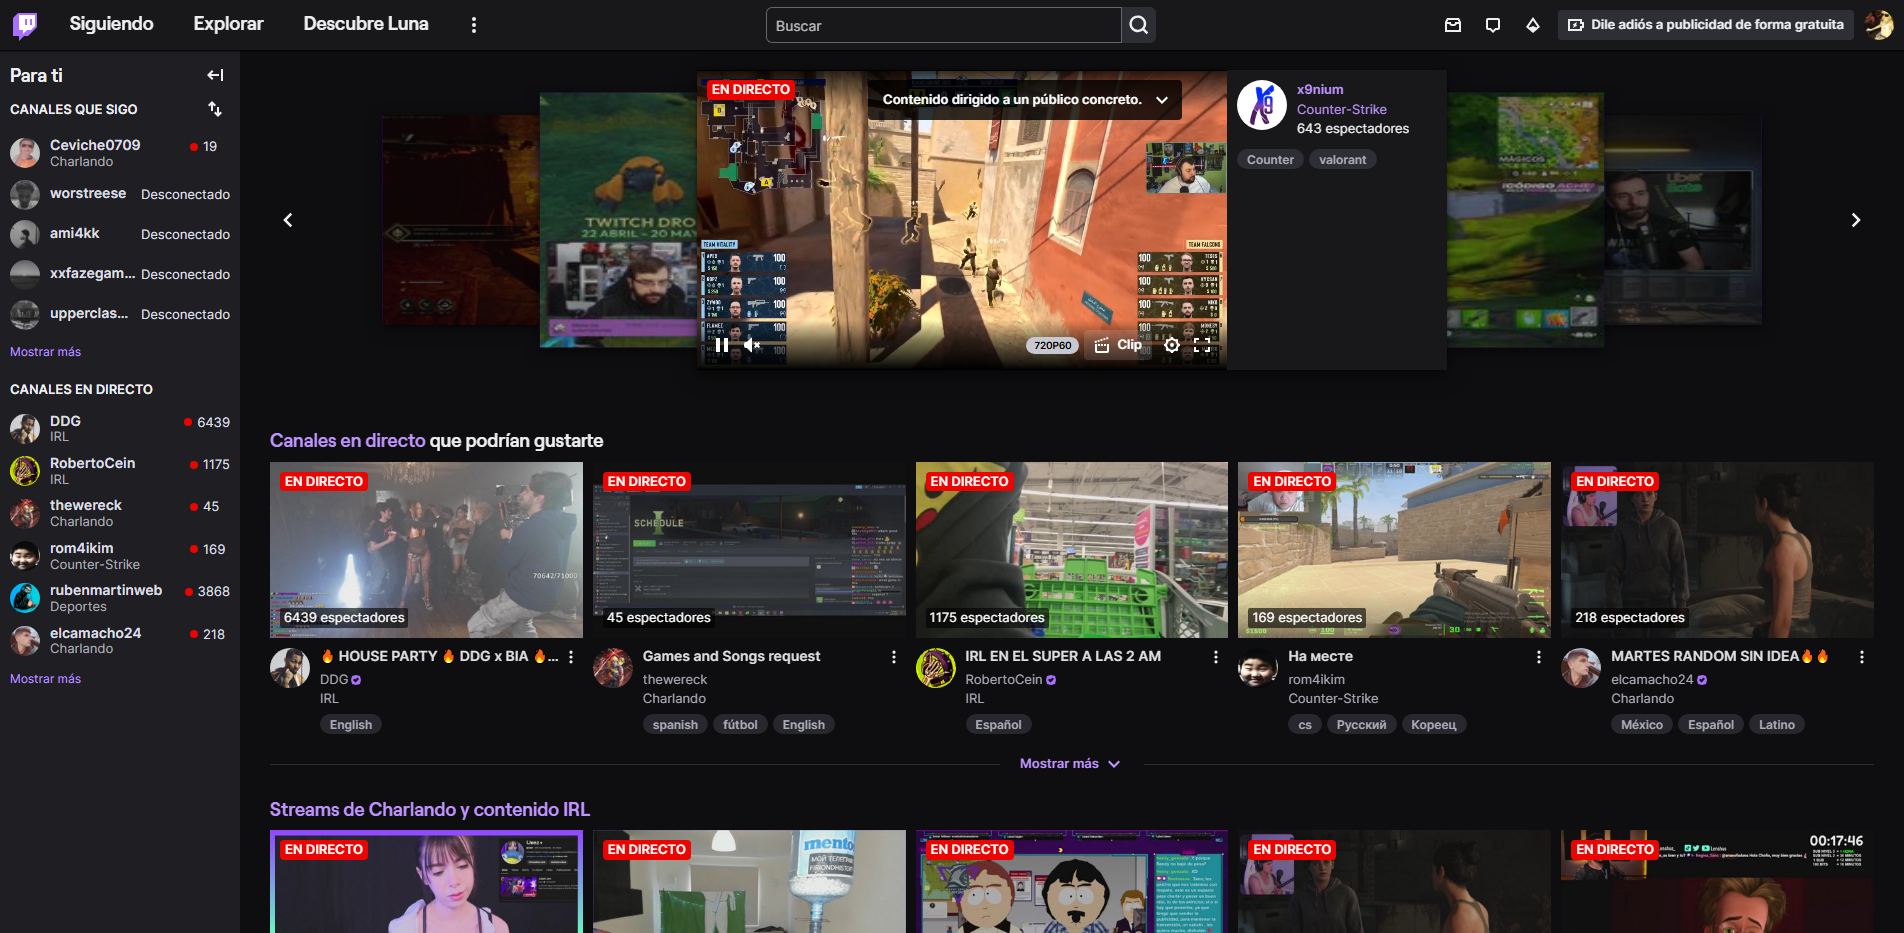 Siguiendo
Explorar
Descubre Luna
Buscar
Dile adiós a publicidad de forma gratuita
Para ti
CANALES QUE SIGO
Ceviche0709
19
Charlando
worstreese
Desconectado
ami4kk
Desconectado
xxfazegam...
Desconectado
upperclas...
Desconectado
Mostrar más
CANALES EN DIRECTO
DDG
6439
IRL
RobertoCein
1175
IRL
thewereck
45
Charlando
rom4ikim
169
Counter-Strike
rubenmartinweb
3868
Deportes
elcamacho24
218
Charlando
Mostrar más
TWITCH DRO
22 ABRIL - 20 MAY
EN DIRECTO
Contenido dirigido a un público concreto.
TEAM VITALITY
TEAM FALCONS
720P60
Clip
x9nium
Counter-Strike
643 espectadores
Counter
valorant
Canales en directo que podrían gustarte
EN DIRECTO
70642/71000
6439 espectadores
🔥 HOUSE PARTY 🔥 DDG x BIA 🔥...
DDG
IRL
English
EN DIRECTO
SCHEDULE
45 espectadores
Games and Songs request
thewereck
Charlando
spanish
fútbol
English
EN DIRECTO
1175 espectadores
IRL EN EL SUPER A LAS 2 AM
RobertoCein
IRL
Español
EN DIRECTO
169 espectadores
На месте
rom4ikim
Counter-Strike
cs
Русский
Кореец
EN DIRECTO
218 espectadores
MARTES RANDOM SIN IDEA🔥🔥
elcamacho24
Charlando
México
Español
Latino
Mostrar más
Streams de Charlando y contenido IRL
EN DIRECTO
EN DIRECTO
mento
EN DIRECTO
EN DIRECTO
EN DIRECTO
00:17:46